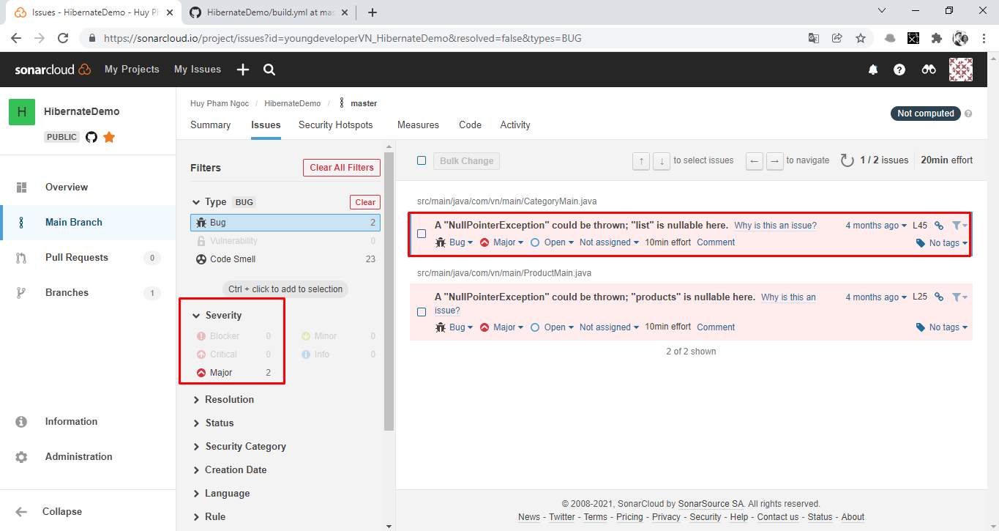 Issues - HibernateDemo - Huy Ph
HibernateDemo/build.yml at mas
https://sonarcloud.io/project/issues?id=youngdeveloperVN_HibernateDemo&resolved=false&types=BUG
sonarcloud My Projects My Issues
H HibernateDemo
PUBLIC
Overview
Main Branch
Pull Requests 0
Branches 1
Information
Administration
Collapse
Huy Pham Ngoc / HibernateDemo / master
Not computed
Summary Issues Security Hotspots Measures Code Activity
Filters Clear All Filters
Type BUG Clear
Bug 2
Vulnerability 0
Code Smell 23
Ctrl + click to add to selection
Severity
Blocker 0 Minor 0
Critical 0 Info 0
Major 2
Resolution
Status
Security Category
Creation Date
Language
Rule
Bulk Change ↑ ↓ to select issues ← → to navigate 1 / 2 issues 20min effort
src/main/java/com/vn/main/CategoryMain.java
A "NullPointerException" could be thrown; "list" is nullable here. Why is this an issue? 4 months ago L45
Bug Major Open Not assigned 10min effort Comment No tags
src/main/java/com/vn/main/ProductMain.java
A "NullPointerException" could be thrown; "products" is nullable here. Why is this an 4 months ago L25
issue?
Bug Major Open Not assigned 10min effort Comment No tags
2 of 2 shown
© 2008-2021, SonarCloud by SonarSource SA. All rights reserved.
News - Twitter - Terms - Pricing - Privacy - Security - Help - Contact us - Status - About